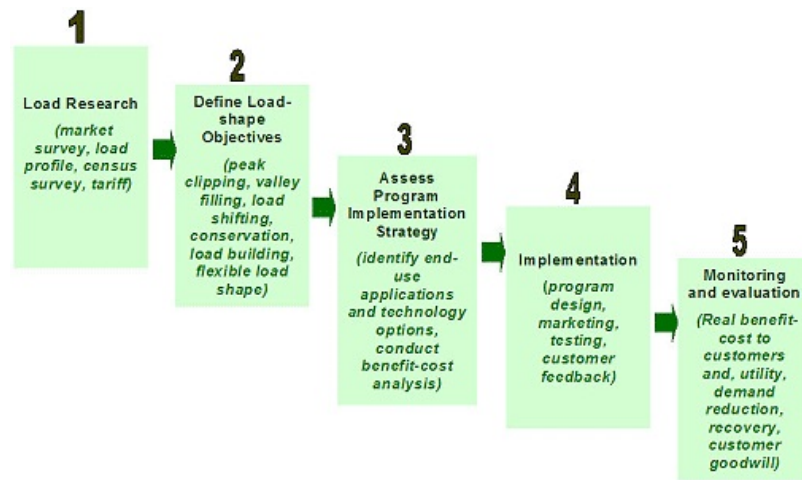 1
Load Research
(market
survey, load
profile, census
survey, tariff)
2
Define Load-
shape
Objectives
(peak
clipping, valley
filling, load
shifting,
conservation,
load building,
flexible load
shape)
3
Assess
Program
Implementation
Strategy
(identify end-
use
applications
and technology
options,
conduct
benefit-cost
analysis)
4
Implementation
(program
design,
marketing,
testing,
customer
feedback)
5
Monitoring
and evaluation
(Real benefit-
cost to
customers
and, utility,
demand
reduction,
recovery,
customer
goodwill)